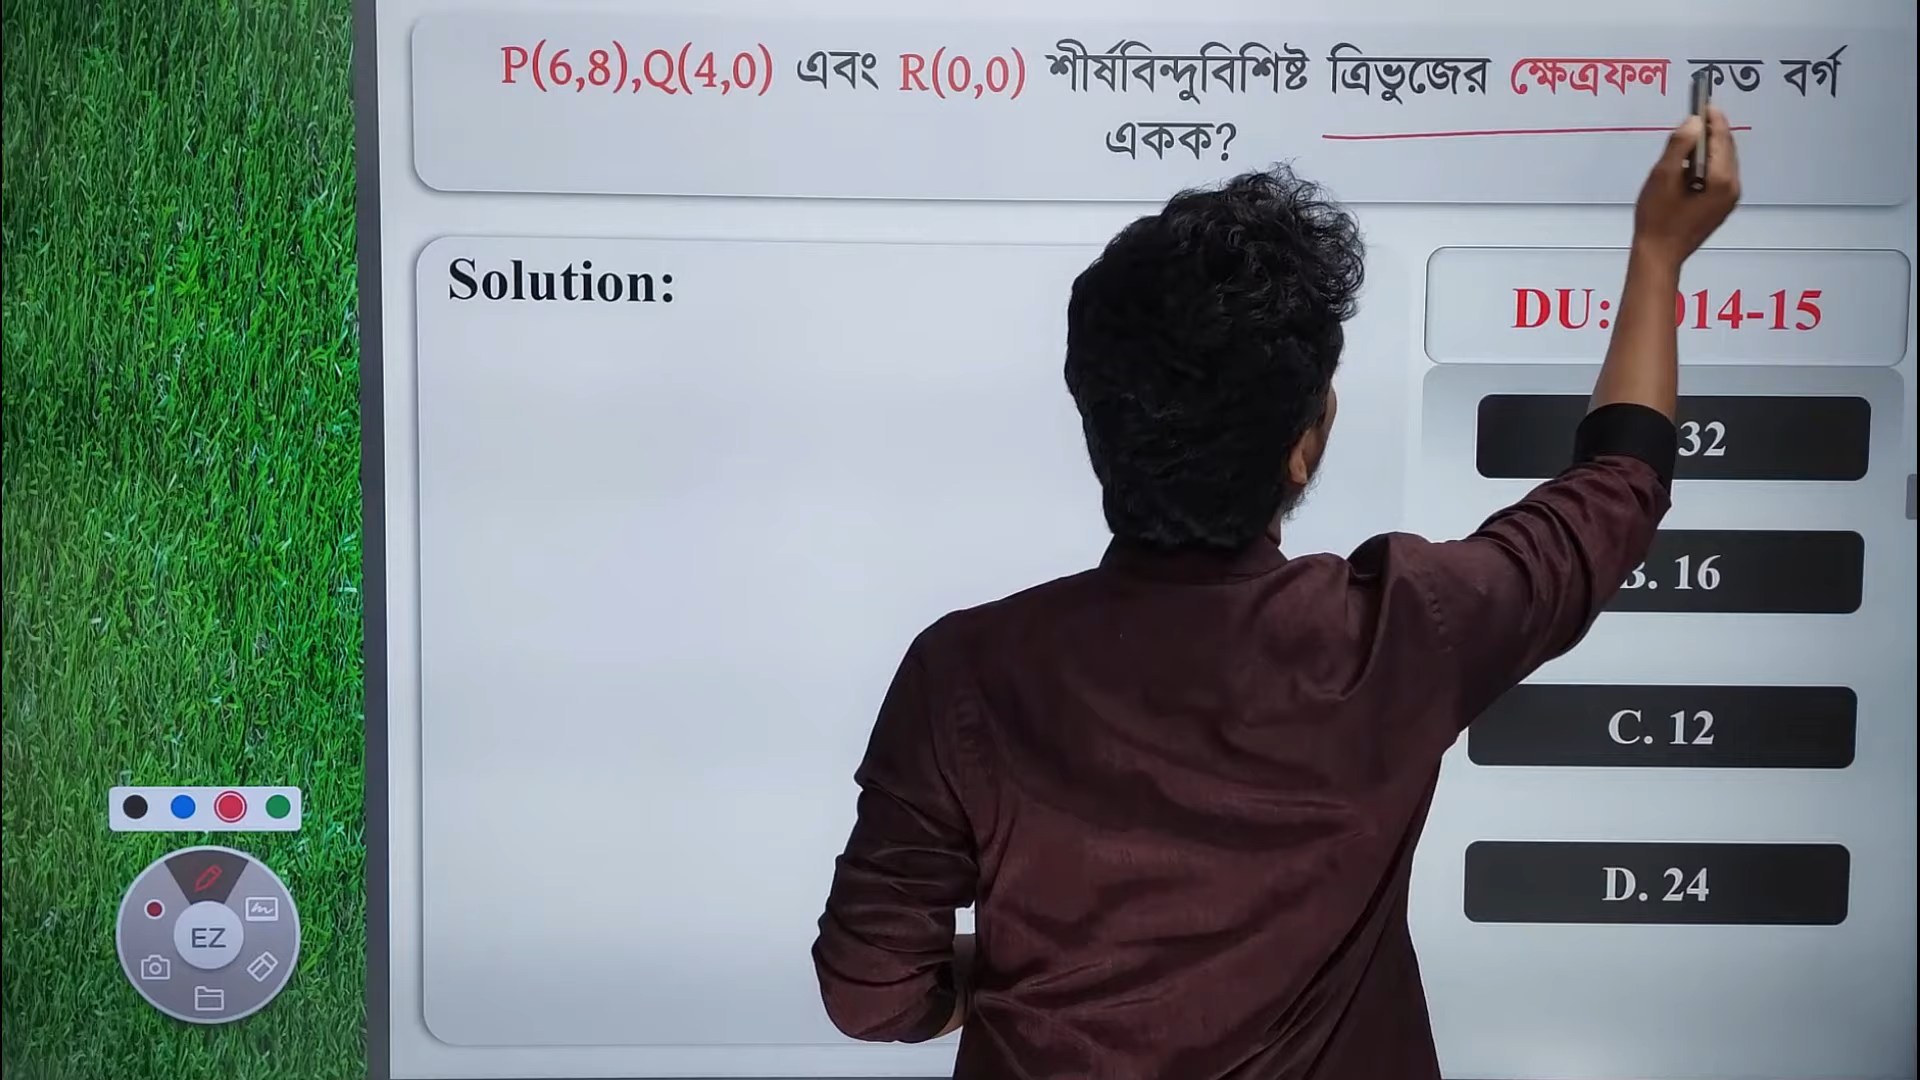 P(6,8),Q(4,0) এবং R(0,0) শীর্ষবিন্দুবিশিষ্ট ত্রিভুজের ক্ষেত্রফল কত বর্গ
একক?
Solution:
DU: 014-15
32
B. 16
C. 12
D. 24
EZ